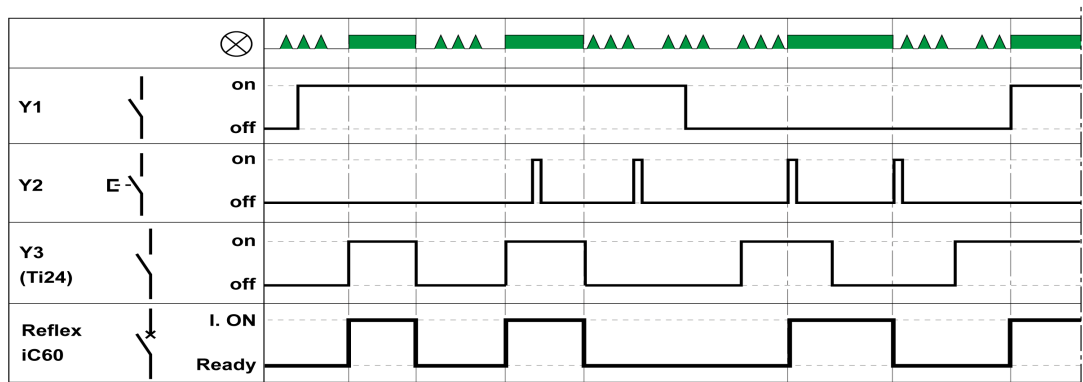 on
Y1
off
on
Y2
off
on
Y3
(Ti24)
off
I. ON
Reflex
iC60
Ready